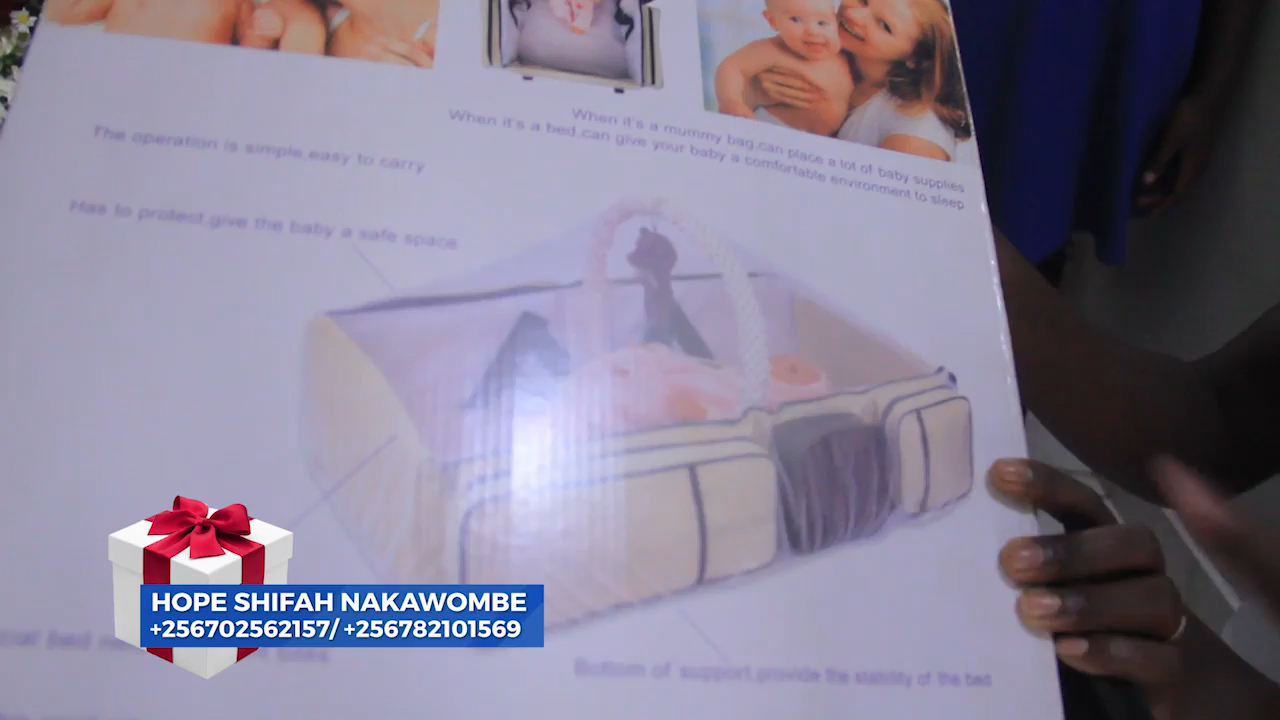 When it's a mummy bag,can place a lot of baby supplies
When it's a bed,can give your baby a comfortable environment to sleep
The operation is simple,easy to carry
Has to protect,give the baby a safe space
HOPE SHIFAH NAKAWOMBE
+256702562157/ +256782101569
bed
Bottom of support,provide the stability of the bed